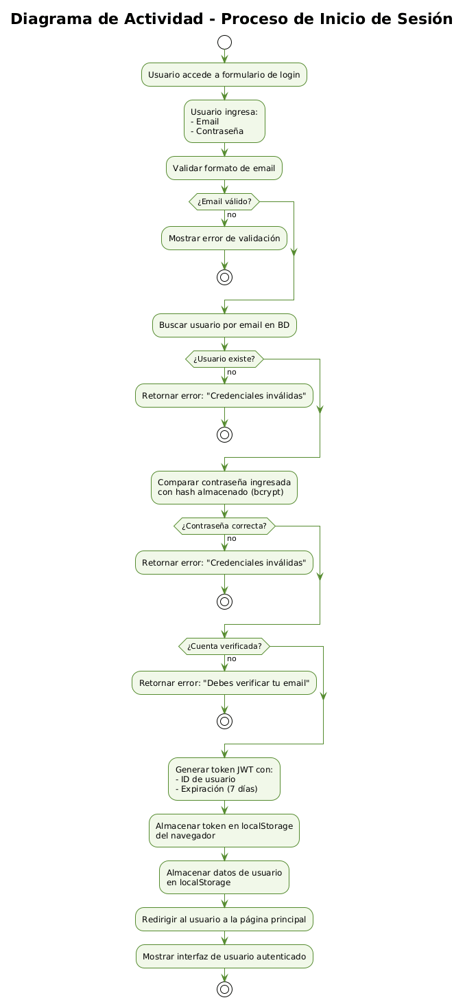 Diagrama de Actividad - Proceso de Inicio de Sesión
Usuario accede a formulario de login
Usuario ingresa:
- Email
- Contraseña
Validar formato de email
¿Email válido?
no
Mostrar error de validación
Buscar usuario por email en BD
¿Usuario existe?
no
Retornar error: "Credenciales inválidas"
Comparar contraseña ingresada
con hash almacenado (bcrypt)
¿Contraseña correcta?
no
Retornar error: "Credenciales inválidas"
¿Cuenta verificada?
no
Retornar error: "Debes verificar tu email"
Generar token JWT con:
- ID de usuario
- Expiración (7 días)
Almacenar token en localStorage
del navegador
Almacenar datos de usuario
en localStorage
Redirigir al usuario a la página principal
Mostrar interfaz de usuario autenticado